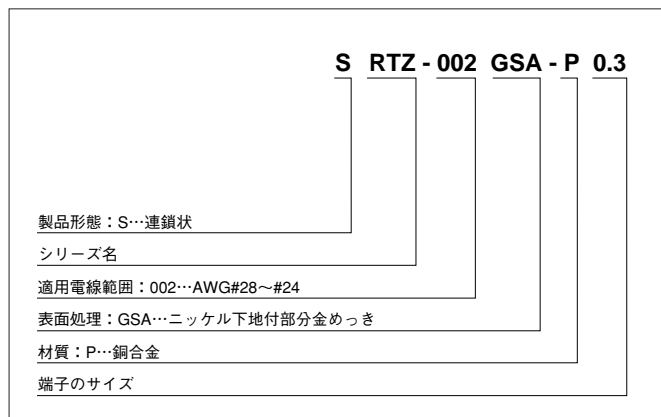 S RTZ - 002 GSA - P 0.3
製品形態：S…連鎖状
シリーズ名
適用電線範囲：002…AWG#28～#24
表面処理：GSA…ニッケル下地付部分金めっき
材質：P…銅合金
端子のサイズ